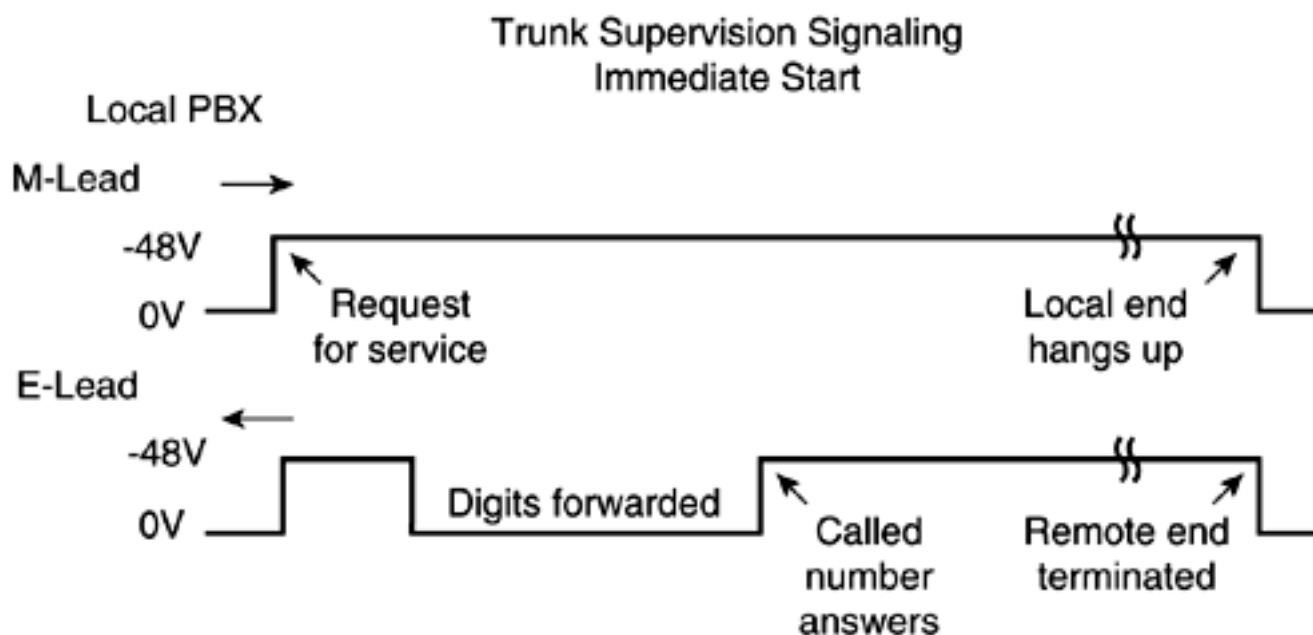 Trunk Supervision Signaling
Immediate Start
Local PBX
M-Lead
-48V
0V
Request
for service
Local end
hangs up
E-Lead
-48V
0V
Digits forwarded
Called
number
answers
Remote end
terminated